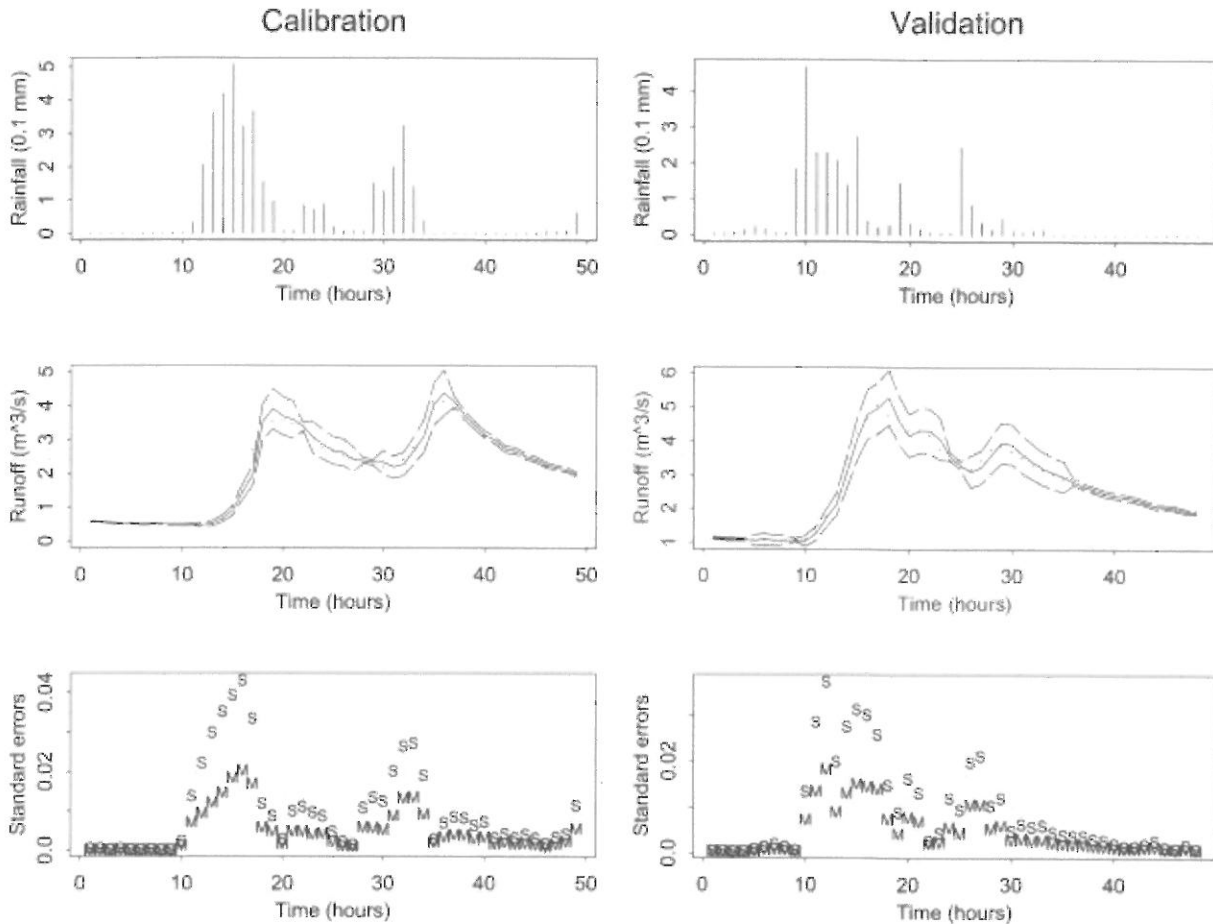 Calibration
Validation
Rainfall (0.1 mm)
5
4
3
2
1
0
0 10 20 30 40 50
Time (hours)
Rainfall (0.1 mm)
4
3
2
1
0
0 10 20 30 40
Time (hours)
Runoff (m^3/s)
5
4
3
2
1
0
0 10 20 30 40 50
Time (hours)
Runoff (m^3/s)
6
5
4
3
2
1
0 10 20 30 40
Time (hours)
Standard errors
0.04
0.02
0.0
0 10 20 30 40 50
Time (hours)
Standard errors
0.02
0.0
0 10 20 30 40
Time (hours)